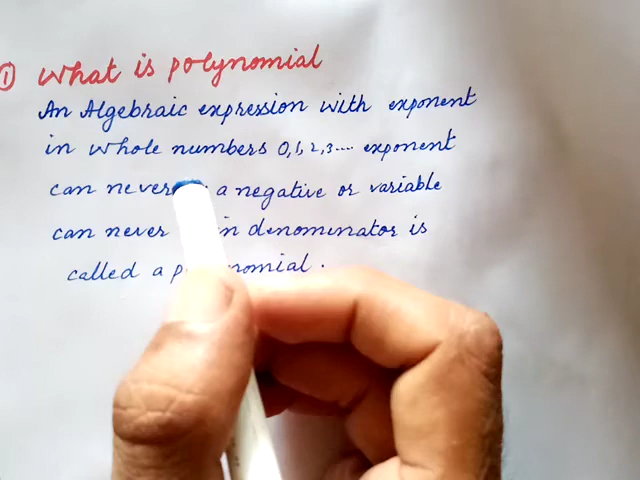 ① What is polynomial
An Algebraic expression with exponent
in whole numbers 0,1,2,3.... exponent
can never a negative or variable
can never in denominator is
called a polynomial.